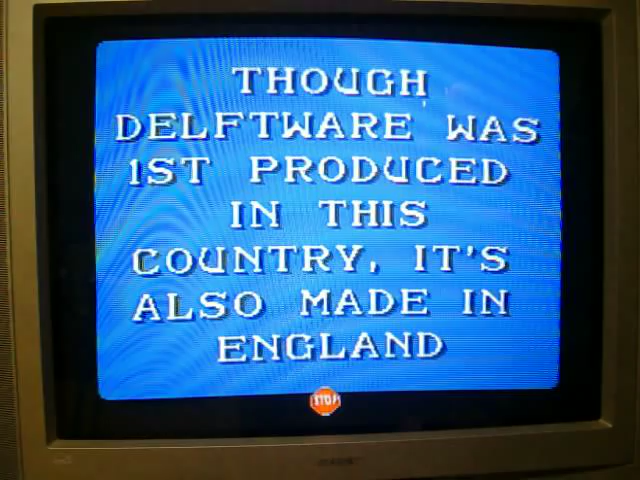 THOUGH
DELFTWARE WAS
1ST PRODUCED
IN THIS
COUNTRY, IT'S
ALSO MADE IN
ENGLAND
STOP